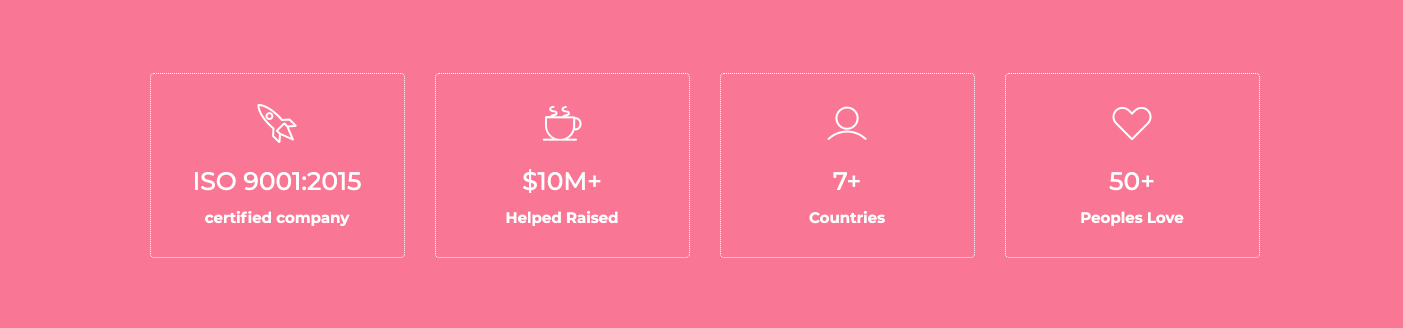 ISO 9001:2015
certified company
$10M+
Helped Raised
7+
Countries
50+
Peoples Love